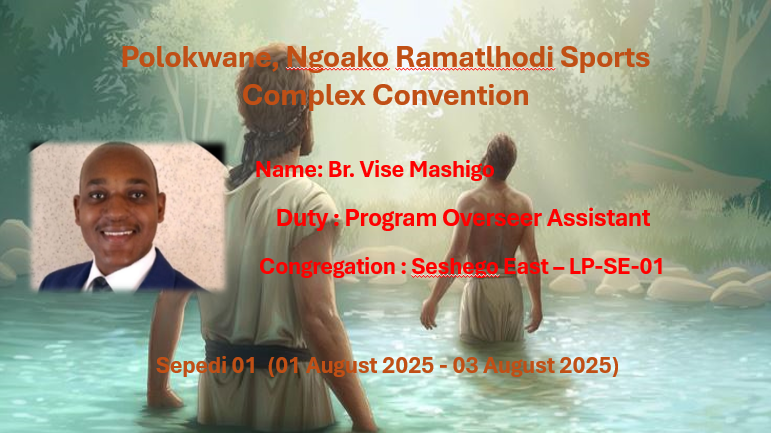 Polokwane, Ngoako Ramatlhodi Sports
Complex Convention
Name: Br. Vise Mashigo
Duty : Program Overseer Assistant
Congregation : Seshego East – LP-SE-01
Sepedi 01 (01 August 2025 - 03 August 2025)